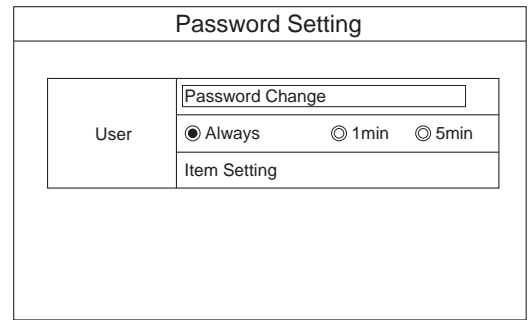 Password Setting
Password Change
User
Always 1min 5min
Item Setting